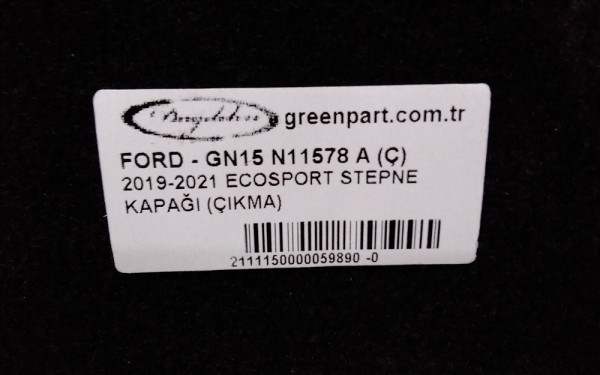 greenpart.com.tr
FORD - GN15 N11578 A (Ç)
2019-2021 ECOSPORT STEPNE
KAPAĞI (ÇIKMA)
2111150000059890 -0